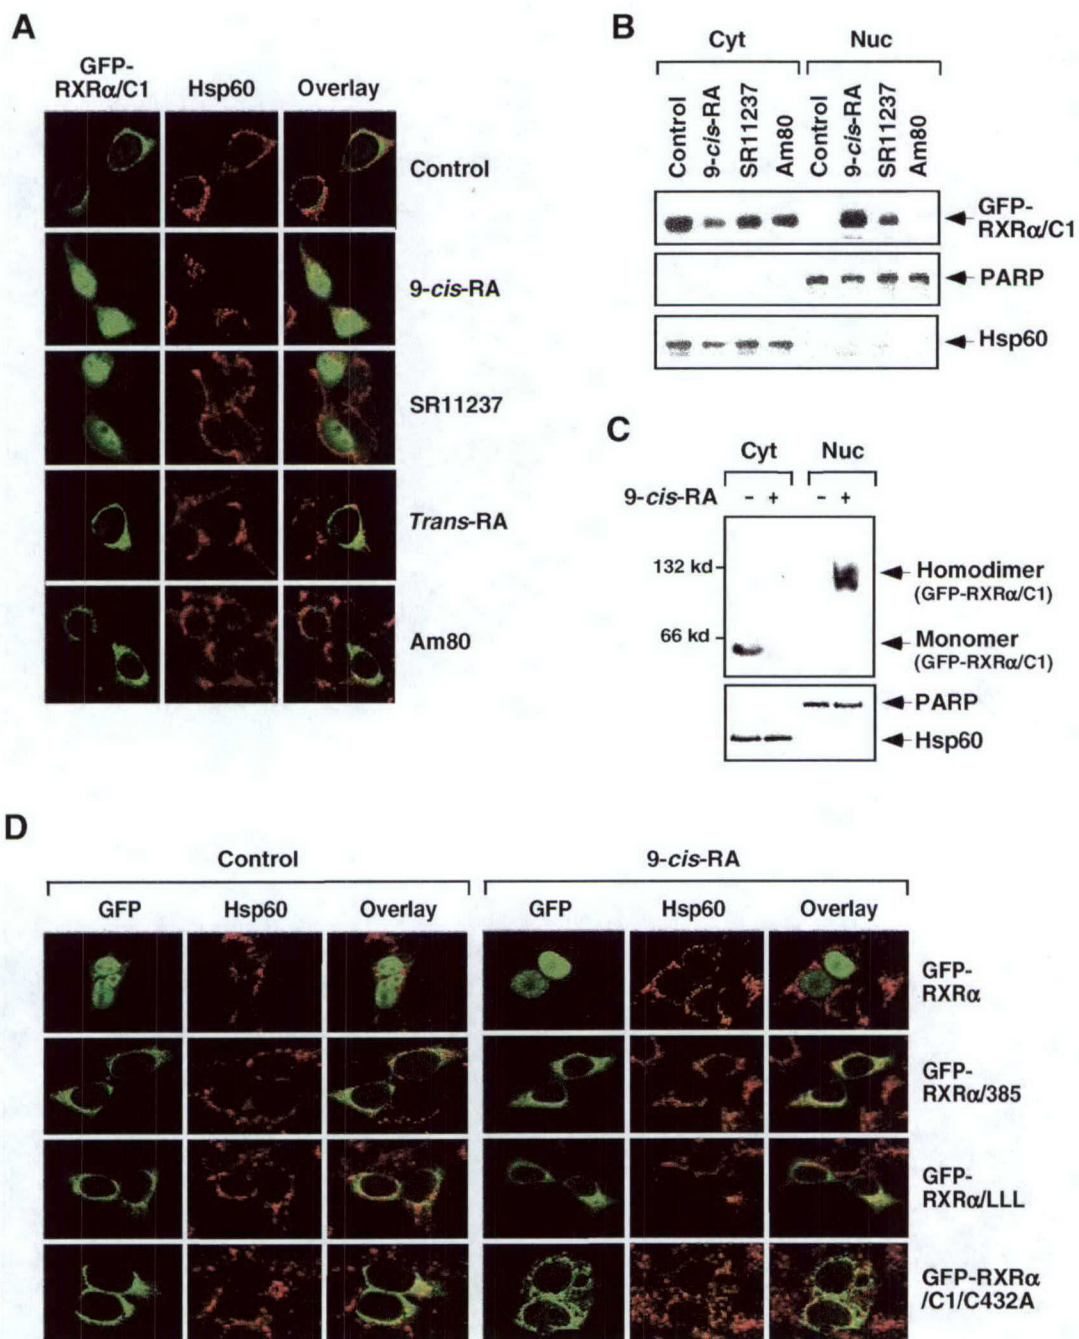 A
GFP-
RXRα/C1
Hsp60
Overlay
Control
9-cis-RA
SR11237
Trans-RA
Am80
B
Cyt
Nuc
Control
9-cis-RA
SR11237
Am80
Control
9-cis-RA
SR11237
Am80
GFP-
RXRα/C1
PARP
Hsp60
C
Cyt
Nuc
9-cis-RA
- + - +
132 kd
66 kd
Homodimer
(GFP-RXRα/C1)
Monomer
(GFP-RXRα/C1)
PARP
Hsp60
D
Control
9-cis-RA
GFP
Hsp60
Overlay
GFP
Hsp60
Overlay
GFP-
RXRα
GFP-
RXRα/385
GFP-
RXRα/LLL
GFP-RXRα
/C1/C432A